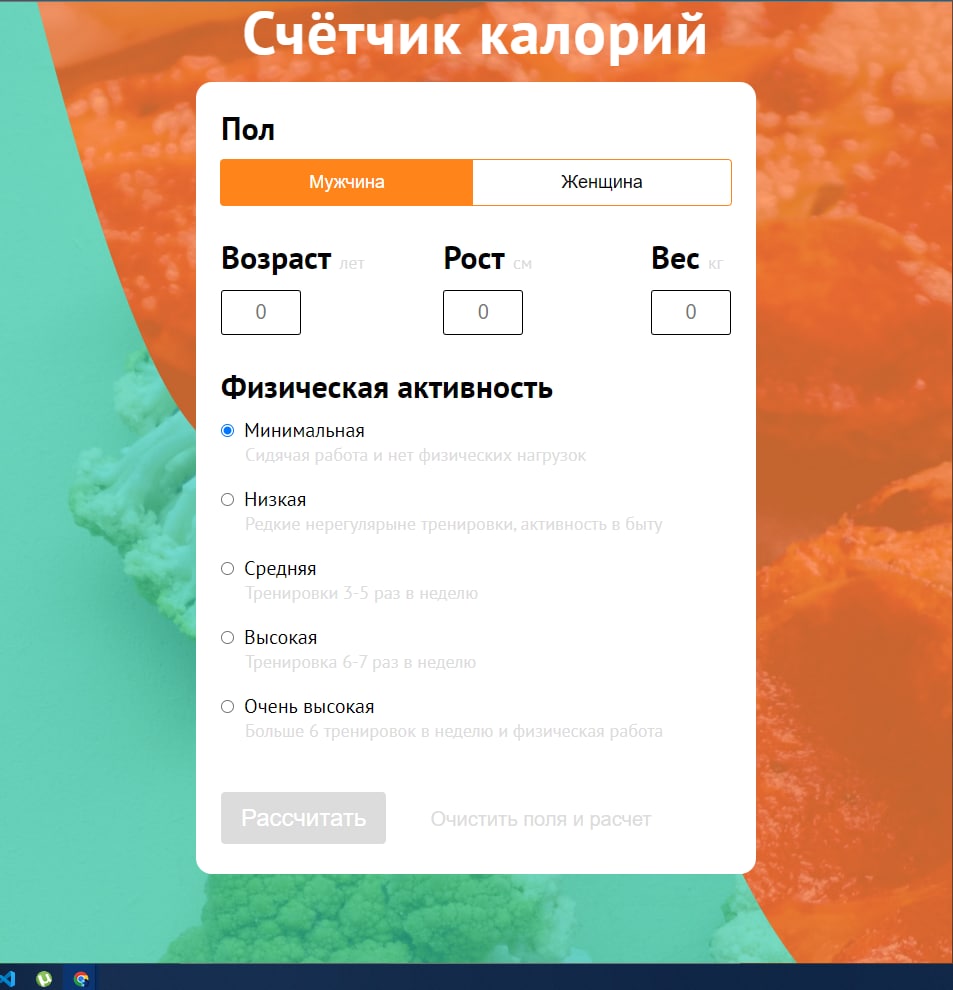 Счётчик калорий
Пол
Мужчина Женщина
Возраст лет Рост см Вес кг
0 0 0
Физическая активность
Минимальная
Сидячая работа и нет физических нагрузок
Низкая
Редкие нерегулярыне тренировки, активность в быту
Средняя
Тренировки 3-5 раз в неделю
Высокая
Тренировка 6-7 раз в неделю
Очень высокая
Больше 6 тренировок в неделю и физическая работа
Рассчитать Очистить поля и расчет